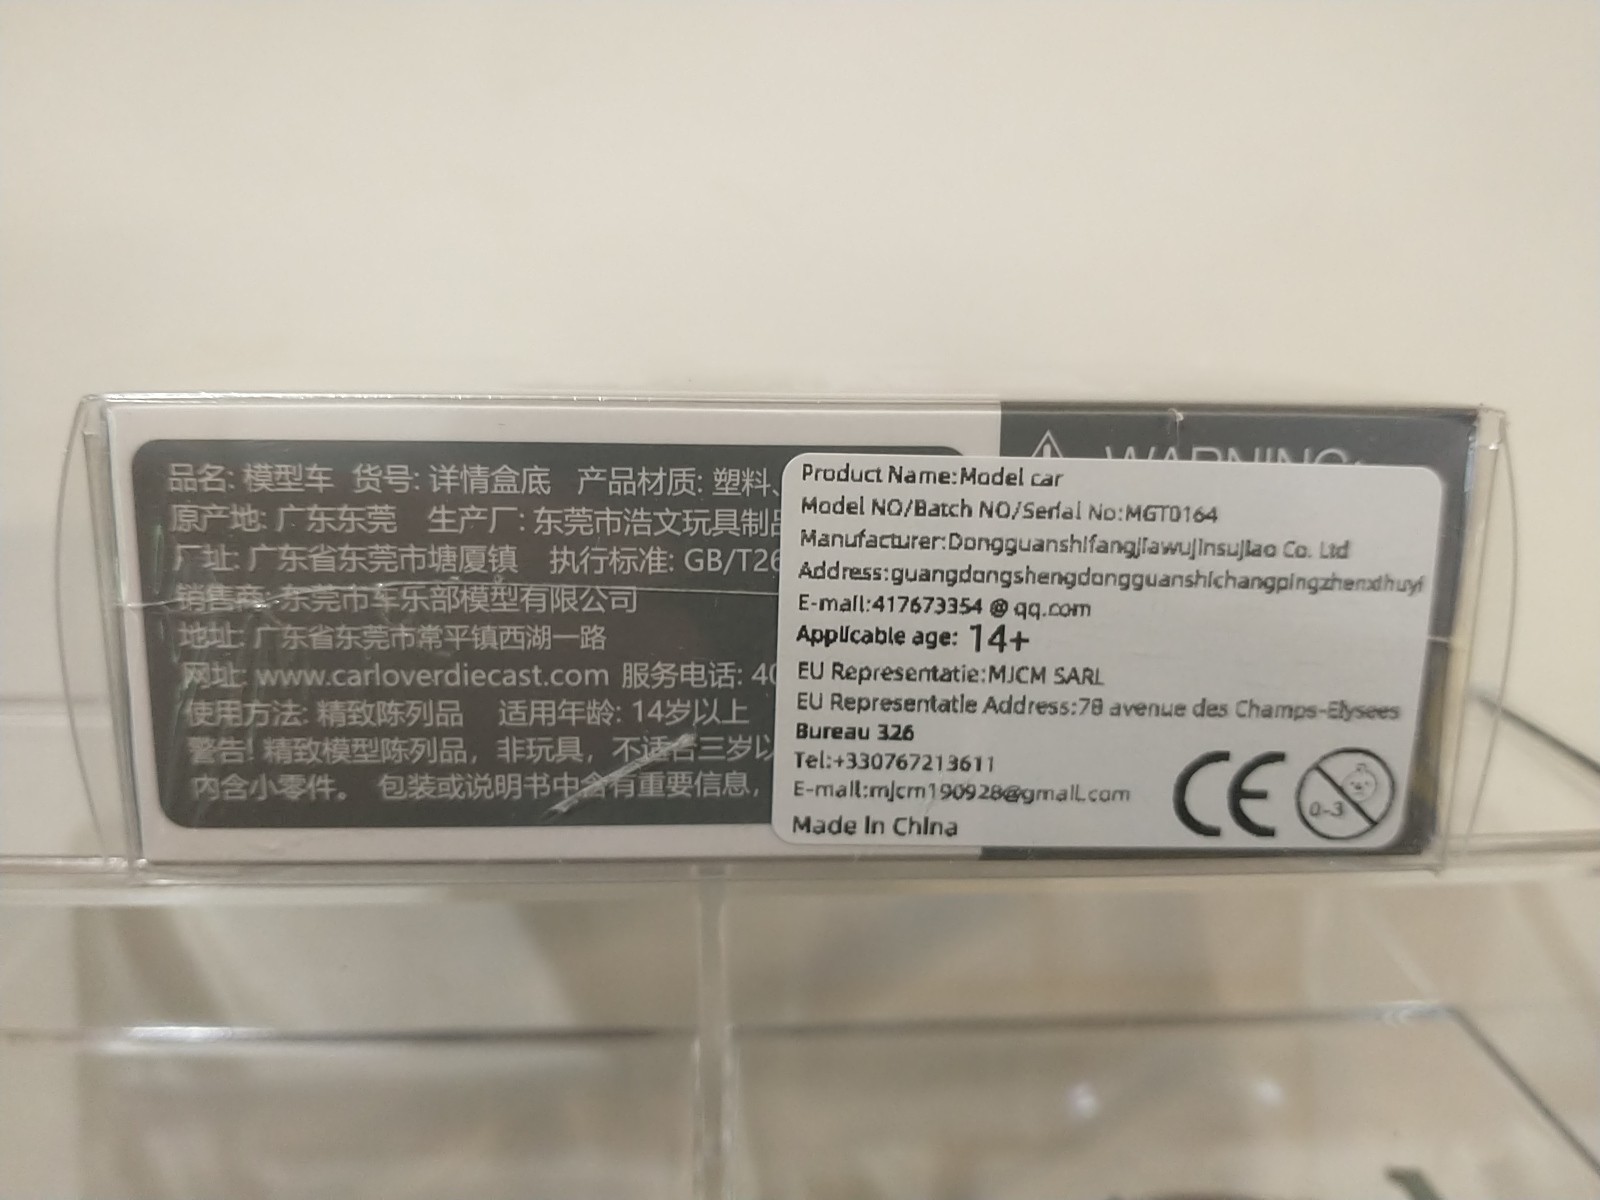 品名: 模型车 货号: 详情盒底 产品材质: 塑料、
原产地: 广东东莞 生产厂: 东莞市浩文玩具制品
厂址: 广东省东莞市塘厦镇 执行标准: GB/T26
销售商: 东莞市车乐部模型有限公司
地址: 广东省东莞市常平镇西湖一路
网址: www.carloverdiecast.com 服务电话: 40
使用方法: 精致陈列品 适用年龄: 14岁以上
警告! 精致模型陈列品，非玩具，不适合三岁以
内含小零件。 包装或说明书中含有重要信息，
WARNING:
Product Name:Model car
Model NO/Batch NO/Serial No:MGT0164
Manufacturer:Dongguanshifangjiawujinsujiao Co. Ltd
Address:guangdongshengdongguanshichangpingzhenxihuyi
E-mail:417673354 @ qq.com
Applicable age: 14+
EU Representatie:MJCM SARL
EU Representatie Address:78 avenue des Champs-Elysees
Bureau 326
Tel:+330767213611
E-mail:mjcm190928@gmail.com
Made In China
CE
0-3